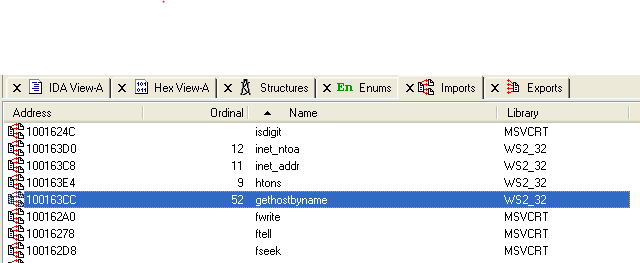 IDA View-A Hex View-A Structures En Enums Imports Exports
Address Ordinal Name Library
1001624C isdigit MSVCRT
100163D0 12 inet_ntoa WS2_32
100163C8 11 inet_addr WS2_32
100163E4 9 htons WS2_32
100163CC 52 gethostbyname WS2_32
100162A0 fwrite MSVCRT
10016278 ftell MSVCRT
100162D8 fseek MSVCRT